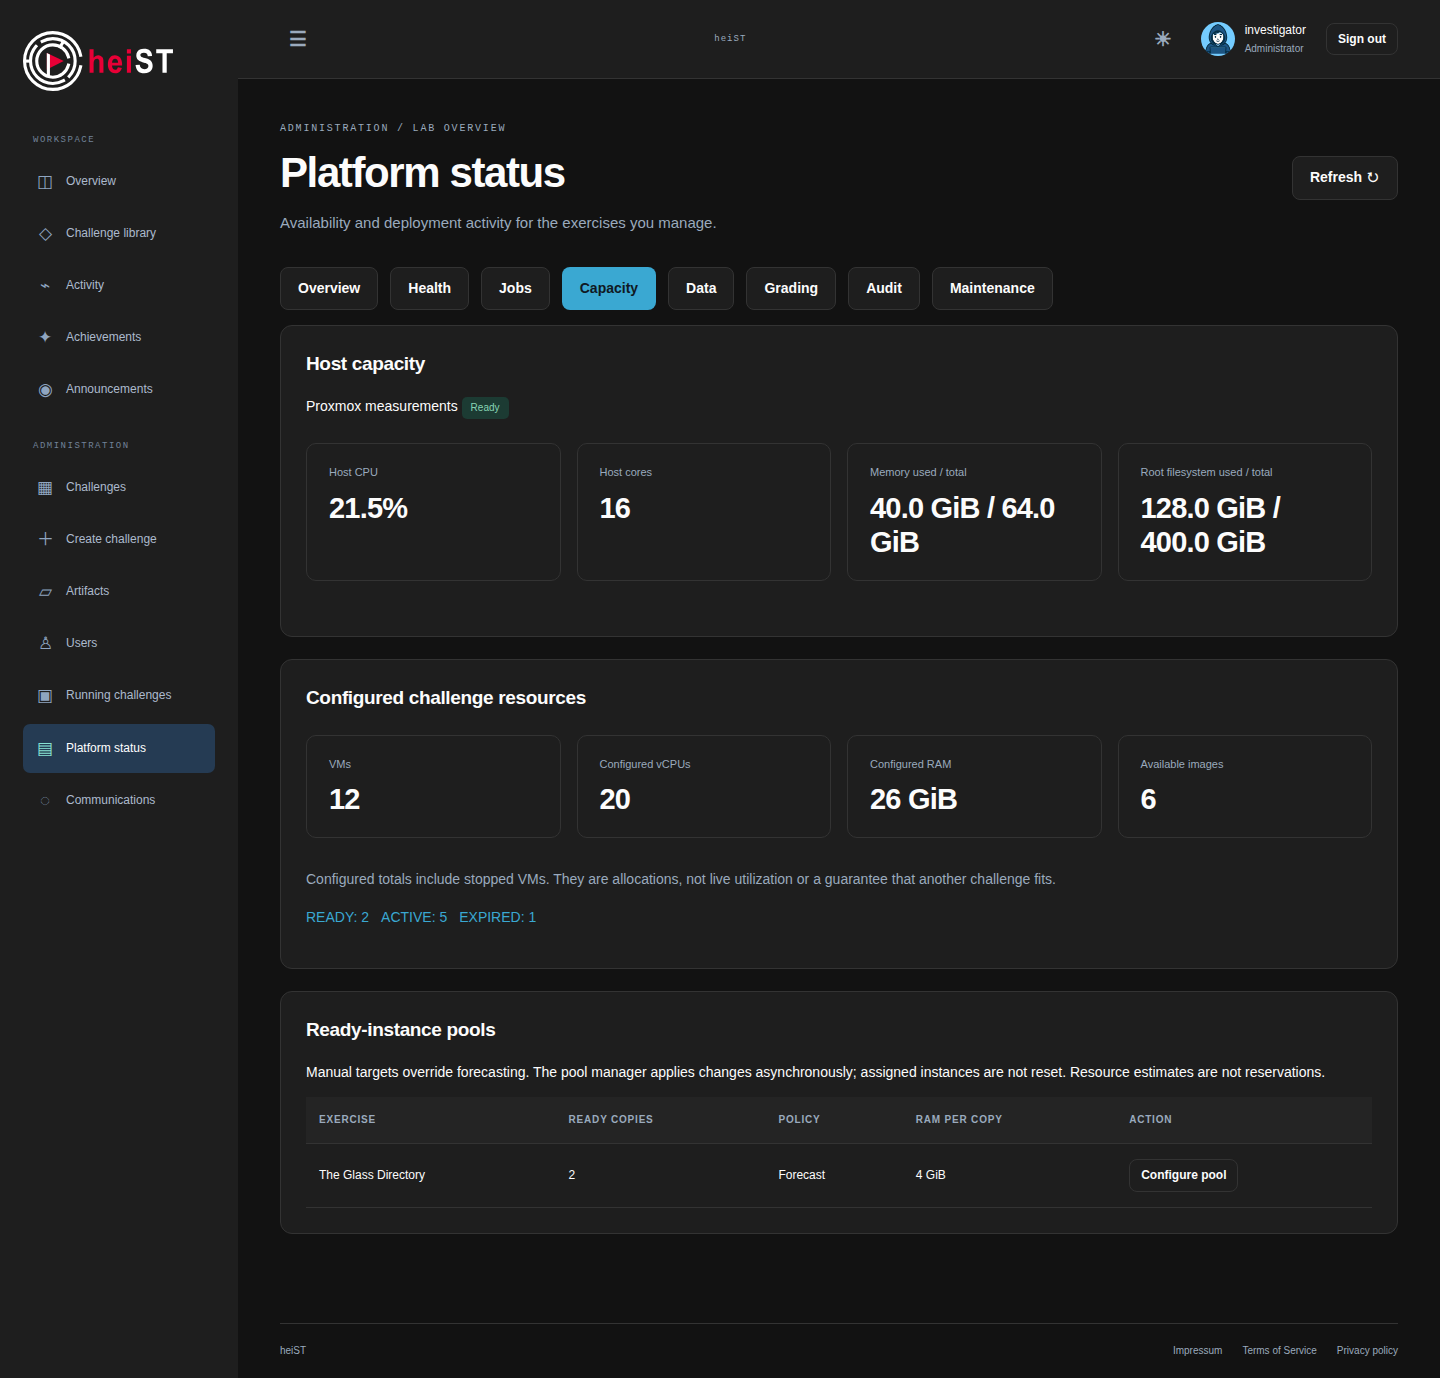 heiST
heiST
investigator
Administrator
Sign out
WORKSPACE
Overview
Challenge library
Activity
Achievements
Announcements
ADMINISTRATION
Challenges
Create challenge
Artifacts
Users
Running challenges
Platform status
Communications
ADMINISTRATION / LAB OVERVIEW
Platform status
Refresh ↻
Availability and deployment activity for the exercises you manage.
Overview Health Jobs Capacity Data Grading Audit Maintenance
Host capacity
Proxmox measurements Ready
Host CPU
21.5%
Host cores
16
Memory used / total
40.0 GiB / 64.0
GiB
Root filesystem used / total
128.0 GiB /
400.0 GiB
Configured challenge resources
VMs
12
Configured vCPUs
20
Configured RAM
26 GiB
Available images
6
Configured totals include stopped VMs. They are allocations, not live utilization or a guarantee that another challenge fits.
READY: 2 ACTIVE: 5 EXPIRED: 1
Ready-instance pools
Manual targets override forecasting. The pool manager applies changes asynchronously; assigned instances are not reset. Resource estimates are not reservations.
EXERCISE READY COPIES POLICY RAM PER COPY ACTION
The Glass Directory 2 Forecast 4 GiB Configure pool
heiST
Impressum Terms of Service Privacy policy